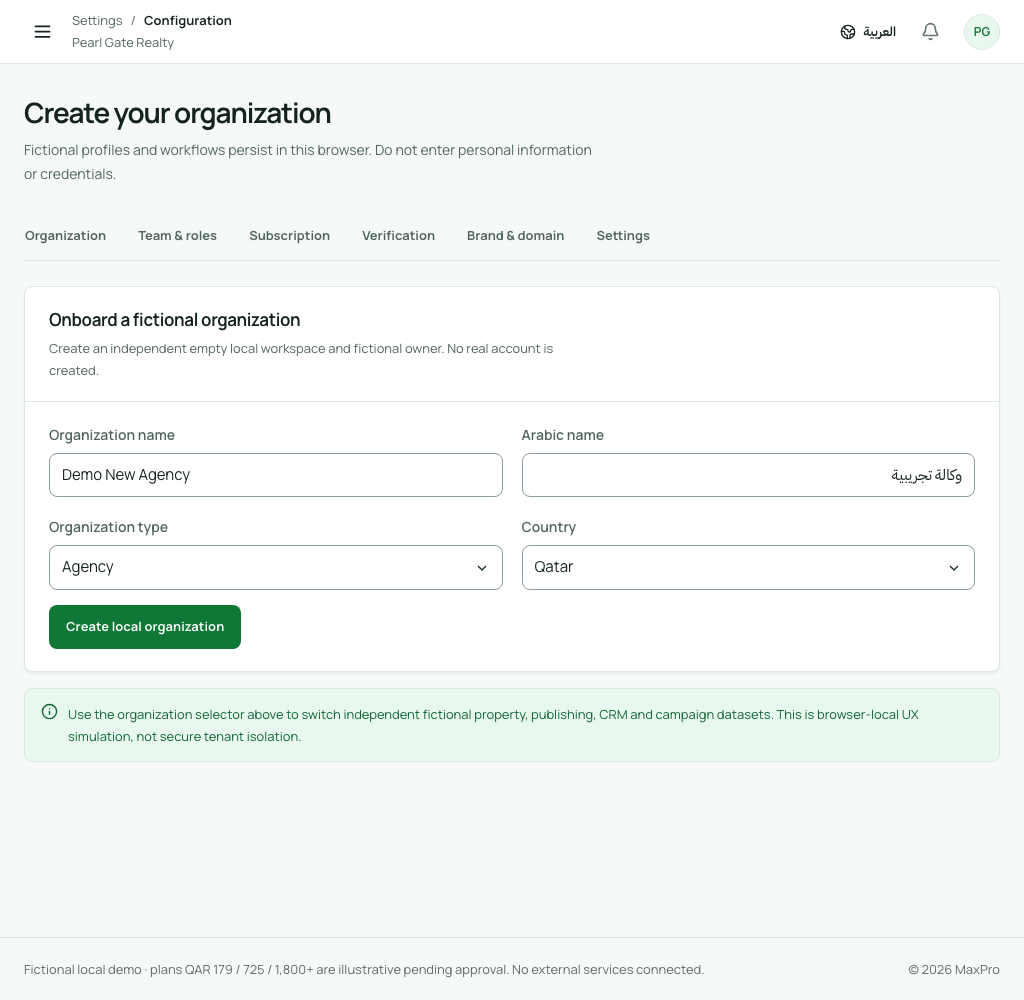 Settings / Configuration
Pearl Gate Realty
العربية
PG
Create your organization
Fictional profiles and workflows persist in this browser. Do not enter personal information
or credentials.
Organization Team & roles Subscription Verification Brand & domain Settings
Onboard a fictional organization
Create an independent empty local workspace and fictional owner. No real account is
created.
Organization name Arabic name
Demo New Agency وكالة تجريبية
Organization type Country
Agency Qatar
Create local organization
Use the organization selector above to switch independent fictional property, publishing, CRM and campaign datasets. This is browser-local UX
simulation, not secure tenant isolation.
Fictional local demo · plans QAR 179 / 725 / 1,800+ are illustrative pending approval. No external services connected. © 2026 MaxPro